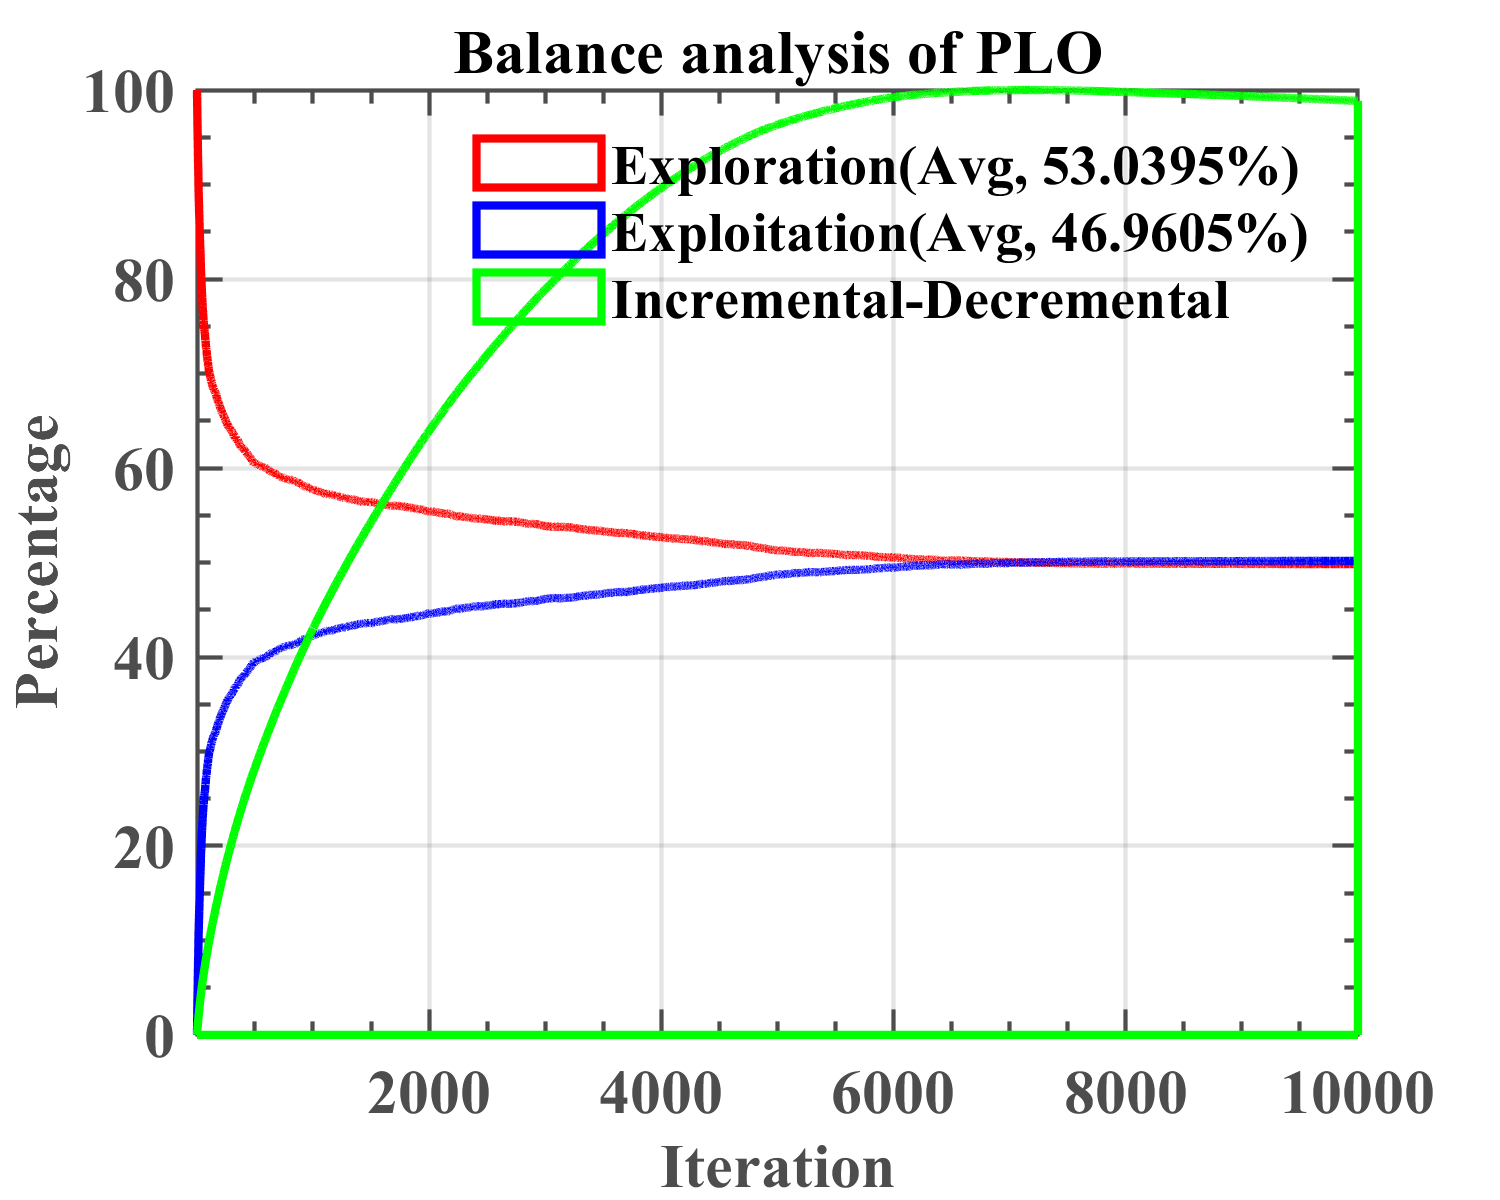 Balance analysis of PLO
100
80
60
40
20
0
Percentage
Exploration(Avg, 53.0395%)
Exploitation(Avg, 46.9605%)
Incremental-Decremental
2000 4000 6000 8000 10000
Iteration